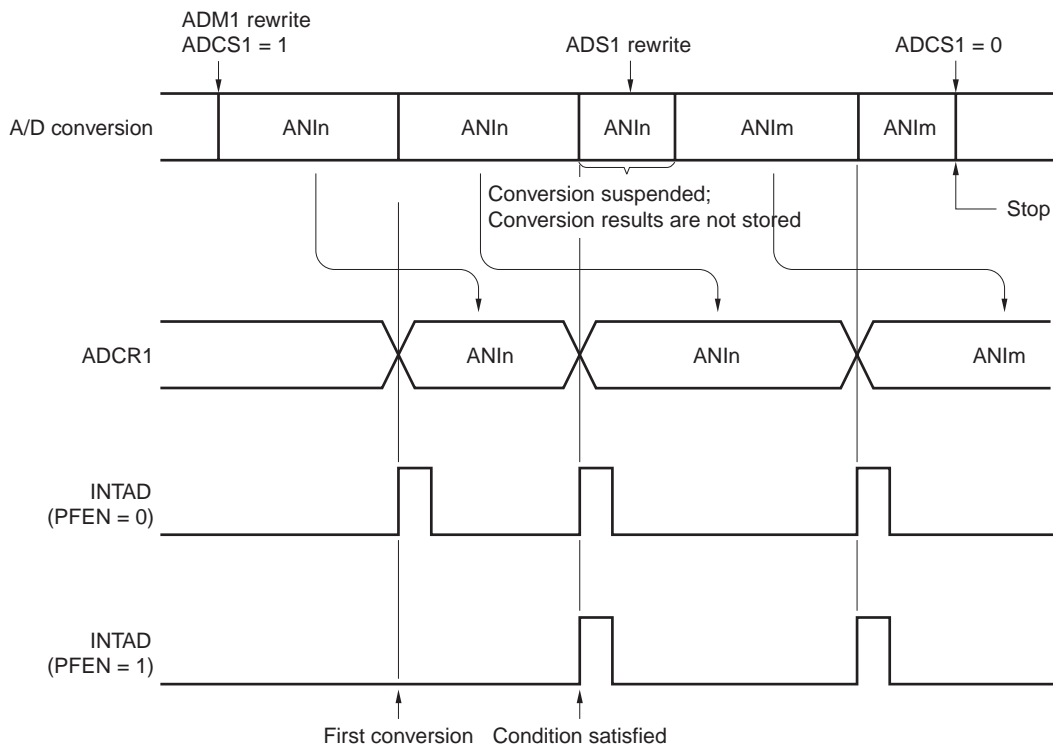 ADM1 rewrite
ADCS1 = 1
ADS1 rewrite
ADCS1 = 0
A/D conversion
ANIn
ANIn
ANIn
ANIm
ANIm
Conversion suspended;
Conversion results are not stored
Stop
ADCR1
ANIn
ANIn
ANIm
INTAD
(PFEN = 0)
INTAD
(PFEN = 1)
First conversion
Condition satisfied